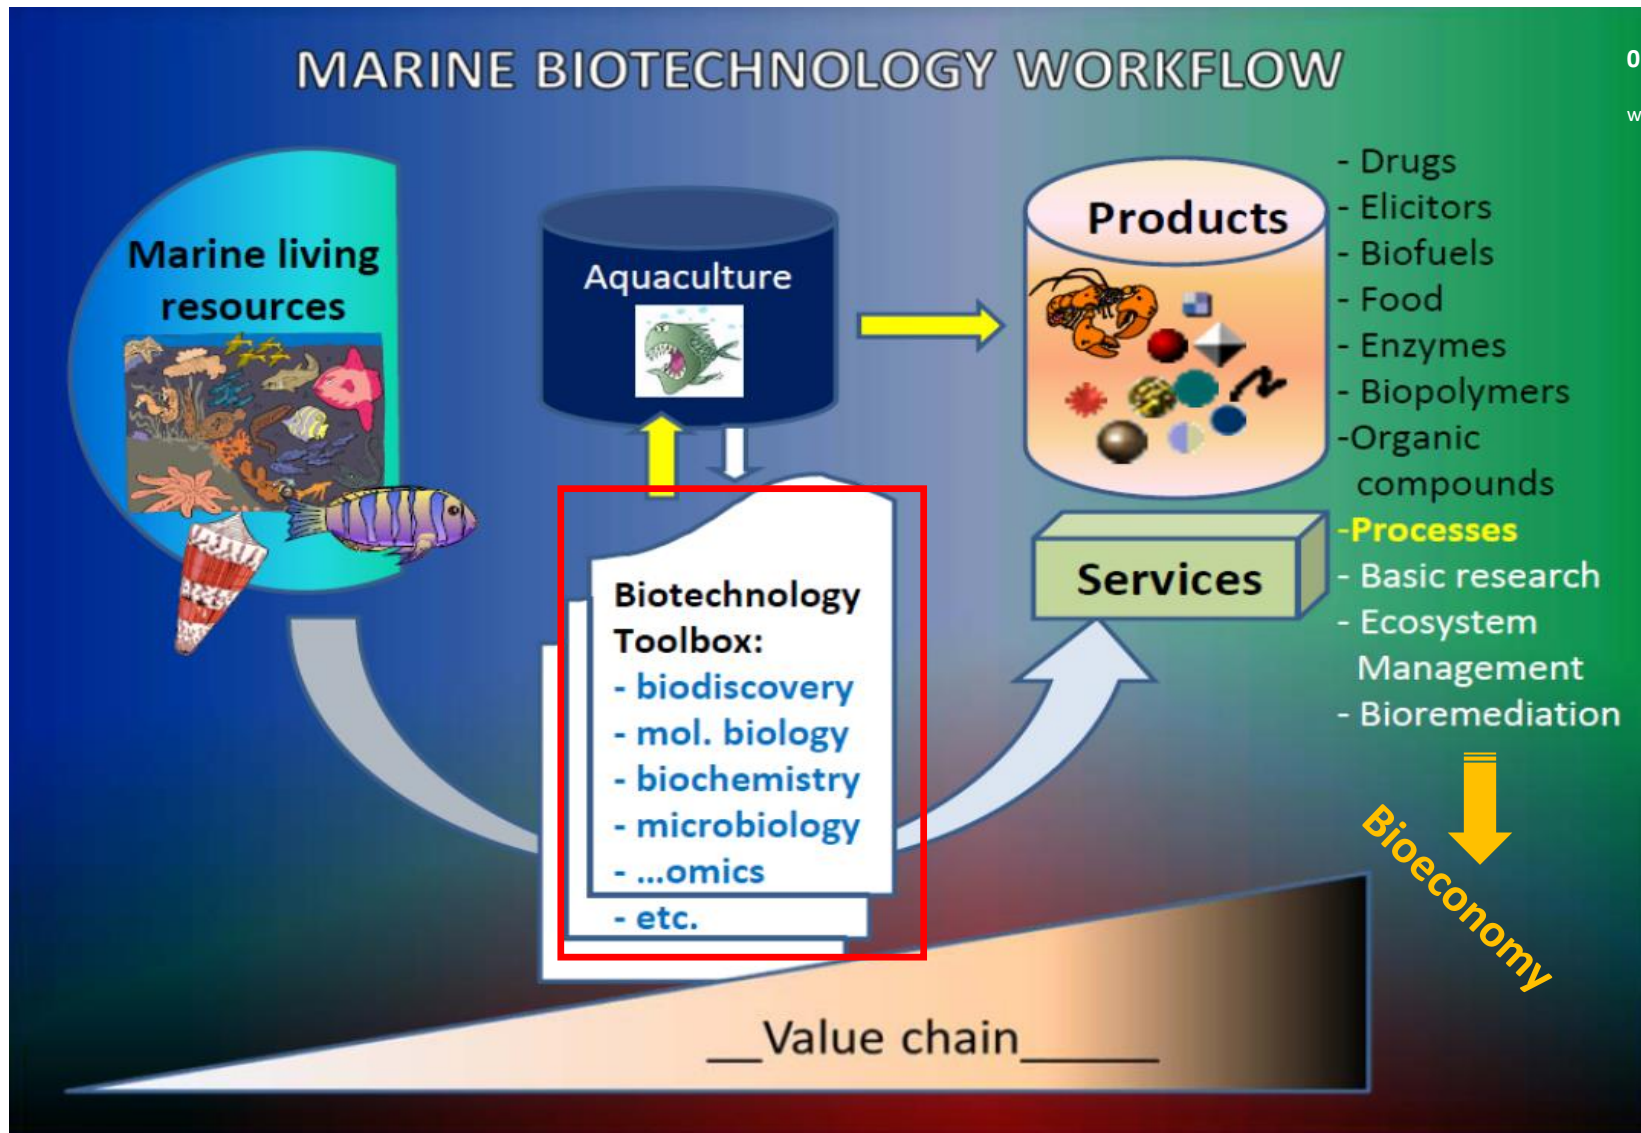 MARINE BIOTECHNOLOGY WORKFLOW
0
w
Marine living
resources
Aquaculture
Biotechnology
Toolbox:
- biodiscovery
- mol. biology
- biochemistry
- microbiology
- ...omics
- etc.
Products
Services
- Drugs
- Elicitors
- Biofuels
- Food
- Enzymes
- Biopolymers
-Organic
compounds
-Processes
- Basic research
- Ecosystem
Management
- Bioremediation
Bioeconomy
__Value chain_____